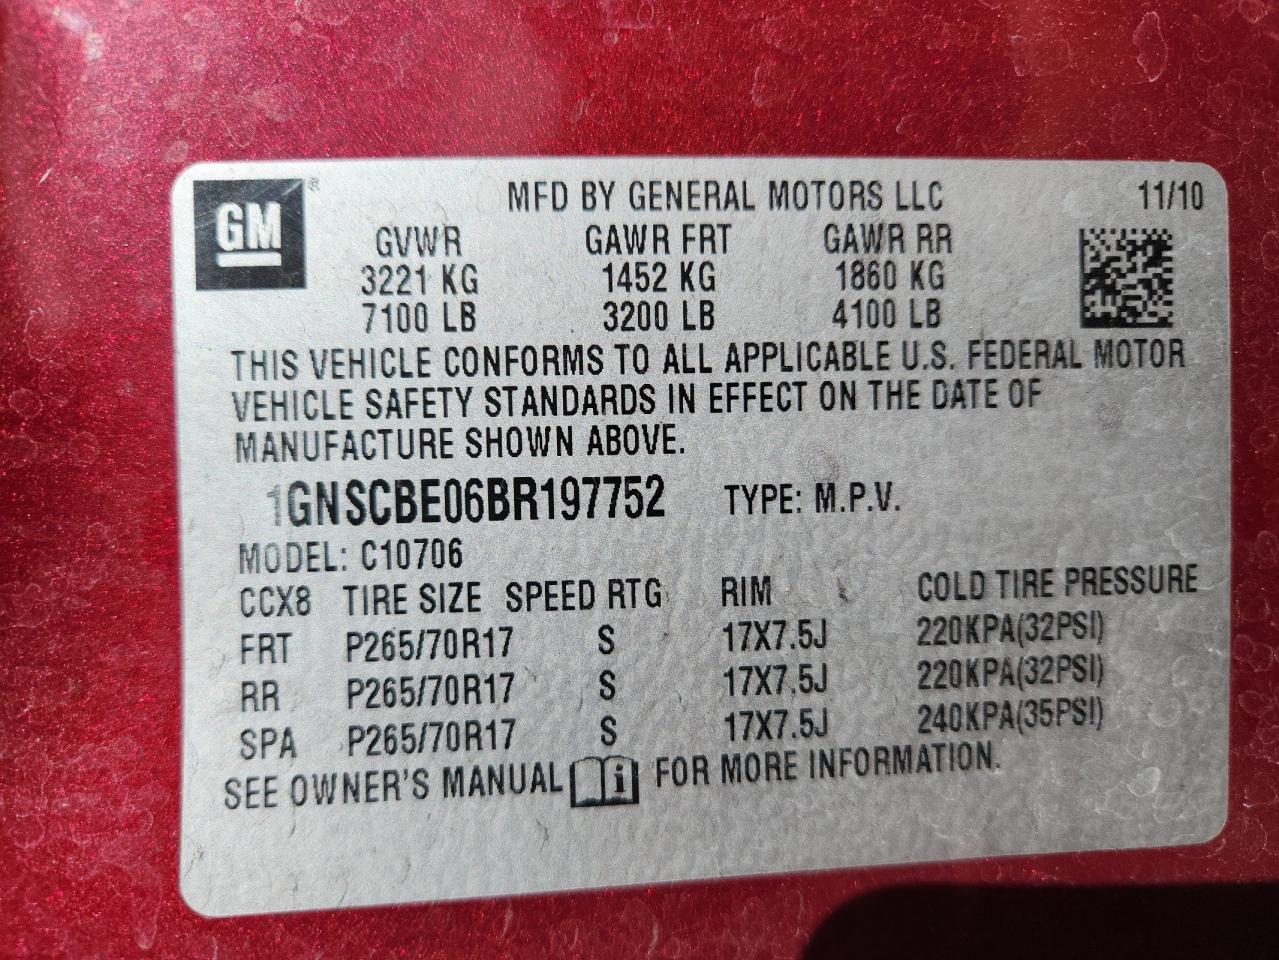 GM® MFD BY GENERAL MOTORS LLC 11/10
GVWR GAWR FRT GAWR RR
3221 KG 1452 KG 1860 KG
7100 LB 3200 LB 4100 LB
THIS VEHICLE CONFORMS TO ALL APPLICABLE U.S. FEDERAL MOTOR
VEHICLE SAFETY STANDARDS IN EFFECT ON THE DATE OF
MANUFACTURE SHOWN ABOVE.
1GNSCBE06BR197752 TYPE: M.P.V.
MODEL: C10706
CCX8 TIRE SIZE SPEED RTG RIM COLD TIRE PRESSURE
FRT P265/70R17 S 17X7.5J 220KPA(32PSI)
RR P265/70R17 S 17X7.5J 220KPA(32PSI)
SPA P265/70R17 S 17X7.5J 240KPA(35PSI)
SEE OWNER'S MANUAL i FOR MORE INFORMATION.